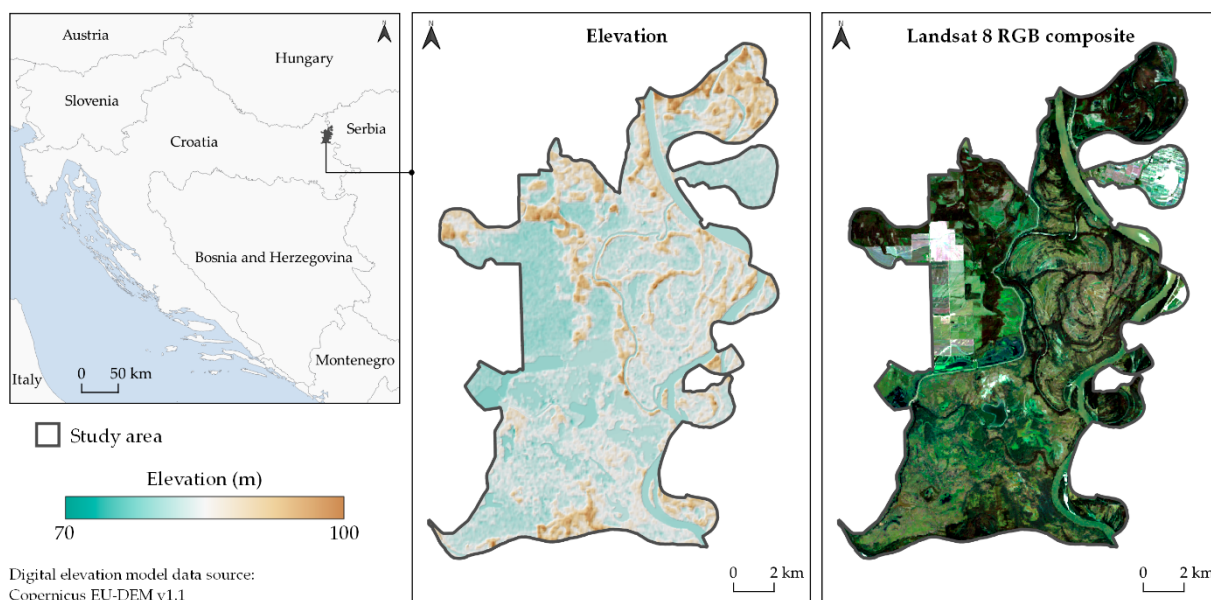 N
Austria
Hungary
Slovenia
Croatia
Serbia
Bosnia and Herzegovina
Montenegro
Italy
0 50 km
Study area
Elevation (m)
70 100
Digital elevation model data source:
Copernicus EU-DEM v1.1
N
Elevation
0 2 km
N
Landsat 8 RGB composite
0 2 km